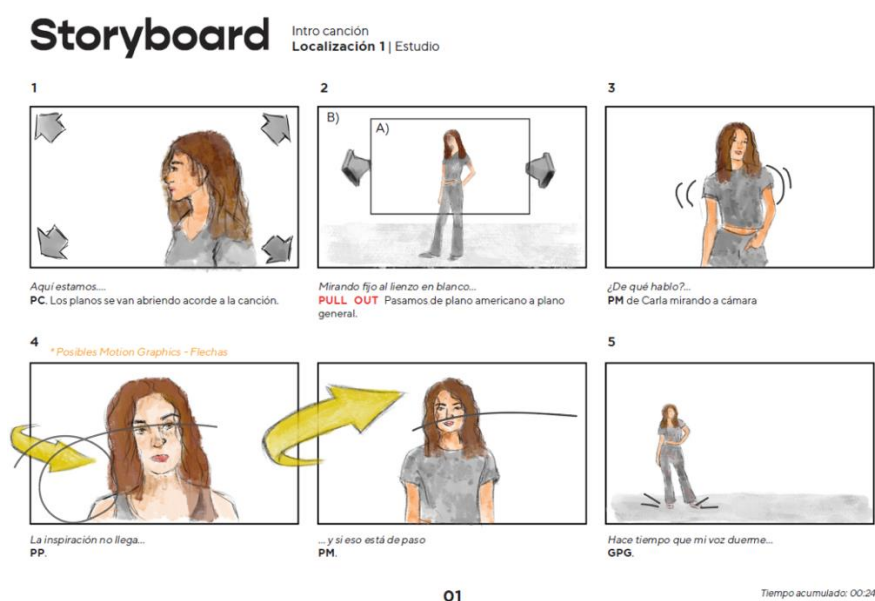 Storyboard
Intro canción
Localización 1 | Estudio
1
2
3
B)
A)
Aquí estamos....
PC. Los planos se van abriendo acorde a la canción.
Mirando fijo al lienzo en blanco...
PULL OUT Pasamos de plano americano a plano
general.
¿De qué hablo?...
PM de Carla mirando a cámara
4
* Posibles Motion Graphics - Flechas
5
La inspiración no llega...
PP.
... y si eso está de paso
PM.
Hace tiempo que mi voz duerme...
GPG.
01
Tiempo acumulado: 00:24